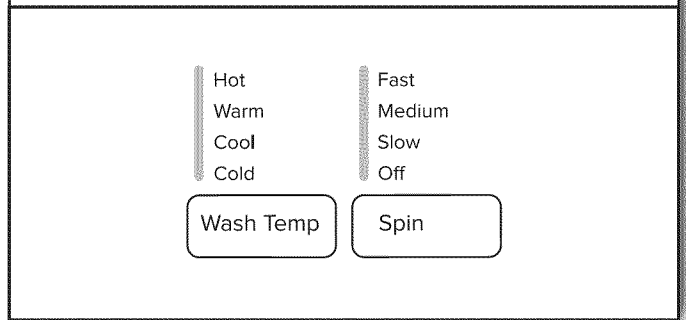 Hot
Warm
Cool
Cold
Wash Temp
Fast
Medium
Slow
Off
Spin